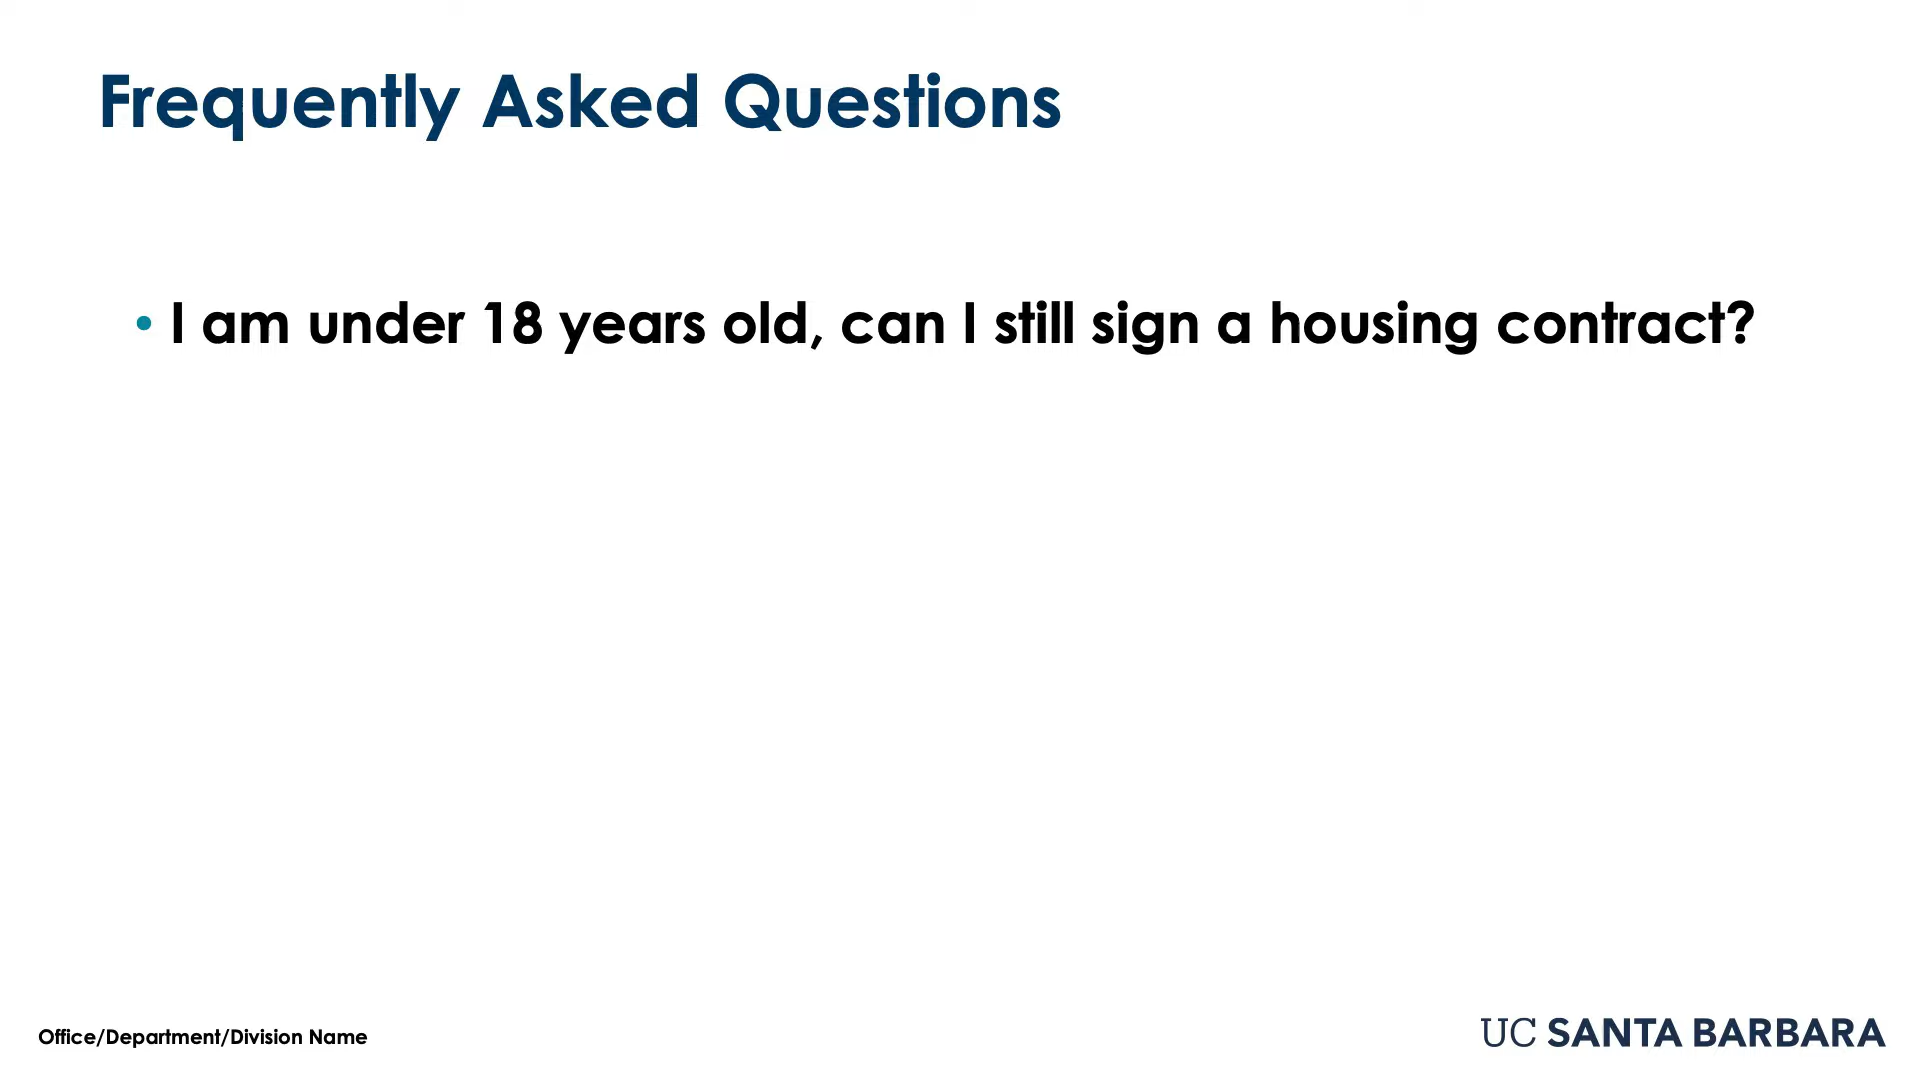 Frequently Asked Questions
• I am under 18 years old, can I still sign a housing contract?
Office/Department/Division Name
UC SANTA BARBARA